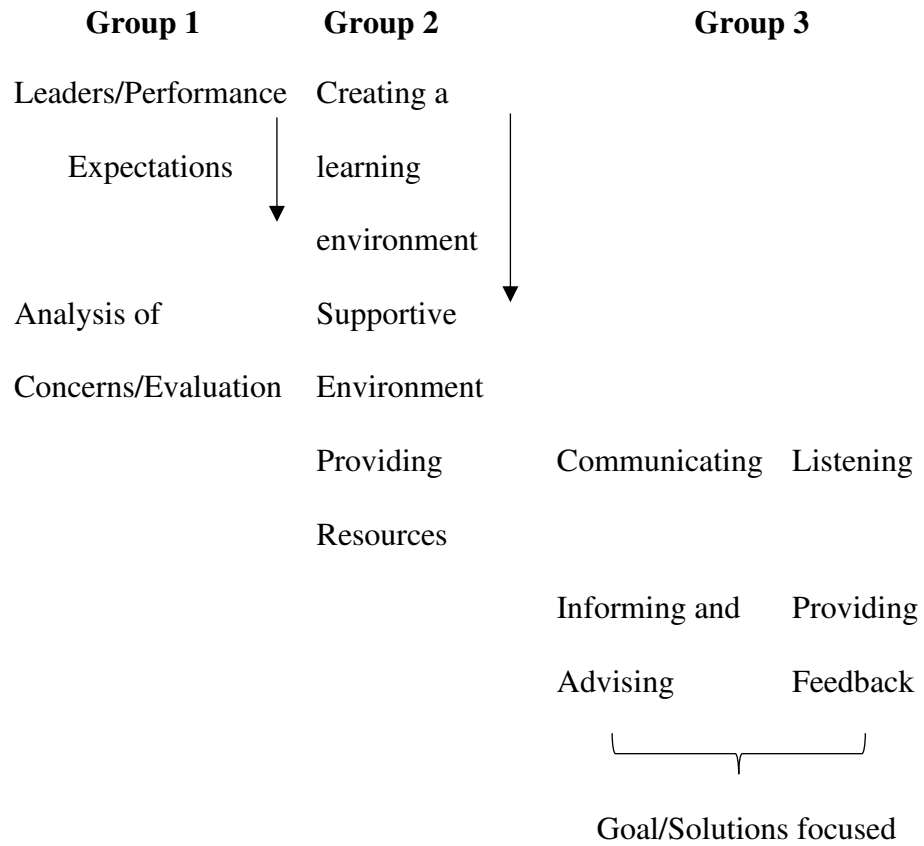 Group 1 Group 2 Group 3
Leaders/Performance Creating a
Expectations learning
environment
Analysis of Supportive
Concerns/Evaluation Environment
Providing Communicating Listening
Resources
Informing and Providing
Advising Feedback
Goal/Solutions focused